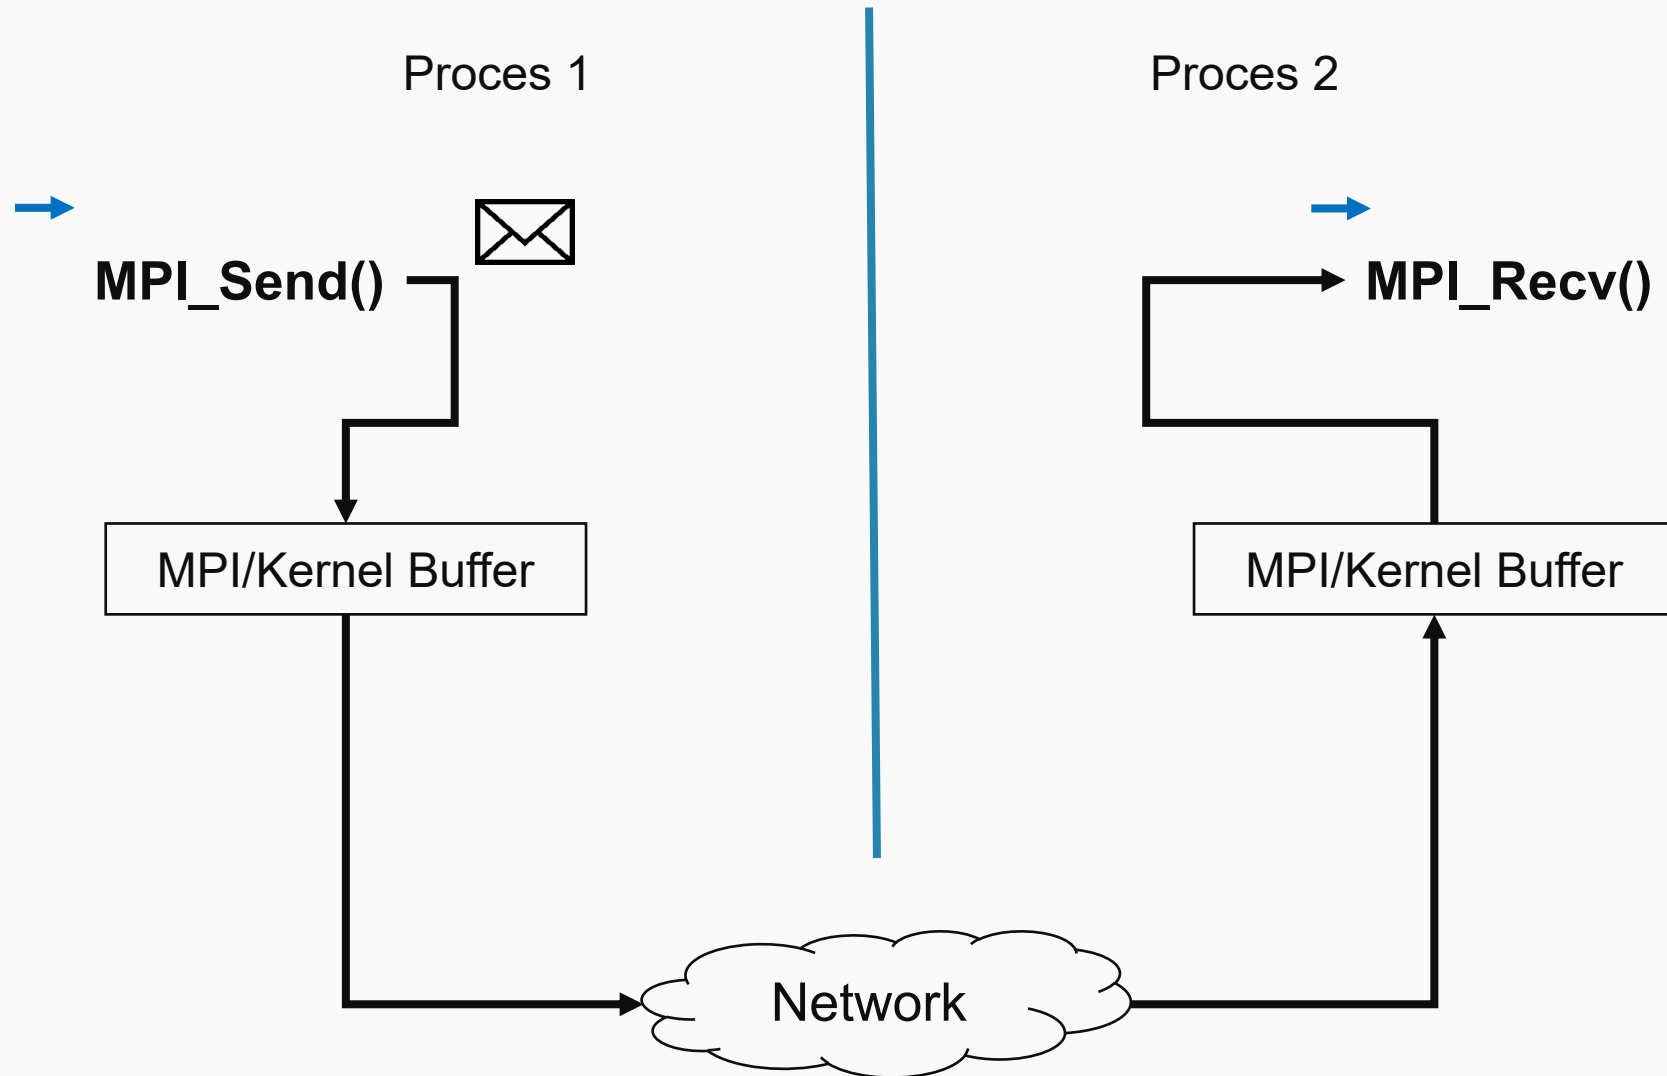 Proces 1
Proces 2
MPI_Send()
MPI_Recv()
MPI/Kernel Buffer
MPI/Kernel Buffer
Network